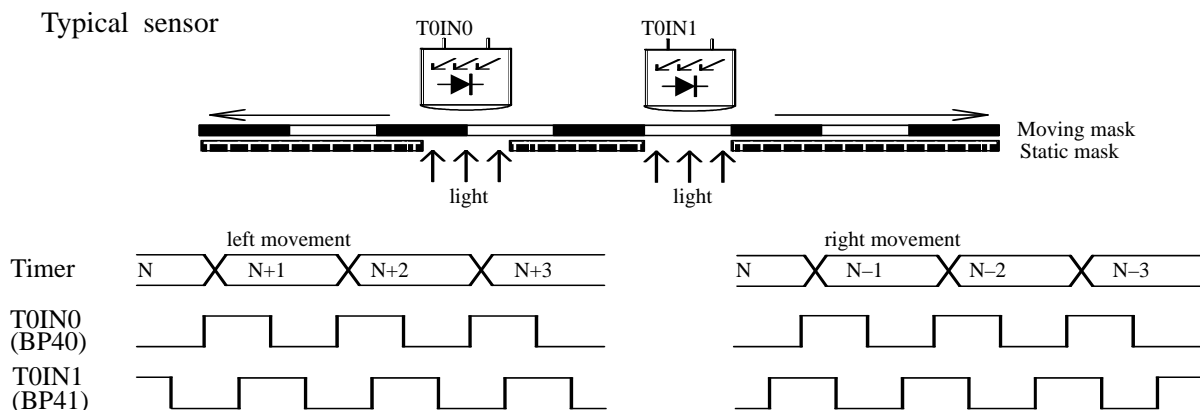 Typical sensor
T0IN0
T0IN1
Moving mask
Static mask
light
light
left movement
right movement
Timer
N
N+1
N+2
N+3
N
N–1
N–2
N–3
T0IN0
(BP40)
T0IN1
(BP41)